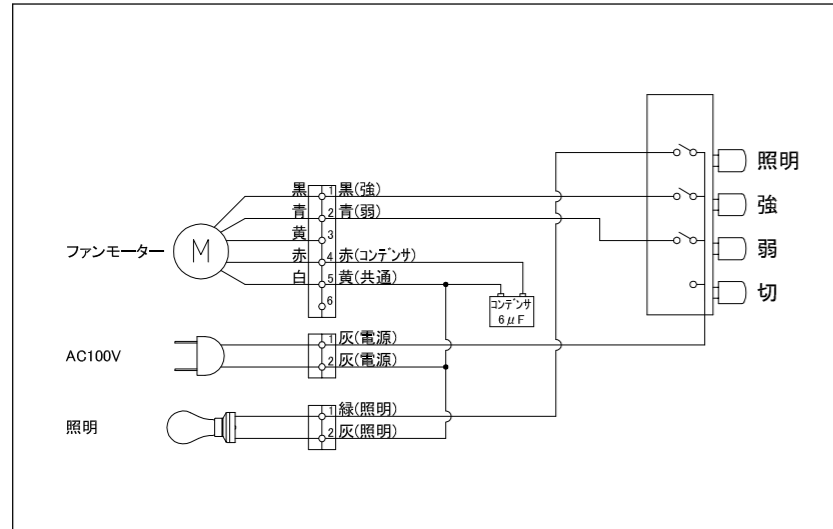 照明
強
弱
切
ファンモーター
M
黒 1 黒(強)
青 2 青(弱)
黄 3
赤 4 赤(コンデンサ)
白 5 黄(共通)
6
コンデンサ
6μF
AC100V
1 灰(電源)
2 灰(電源)
照明
1 緑(照明)
2 灰(照明)